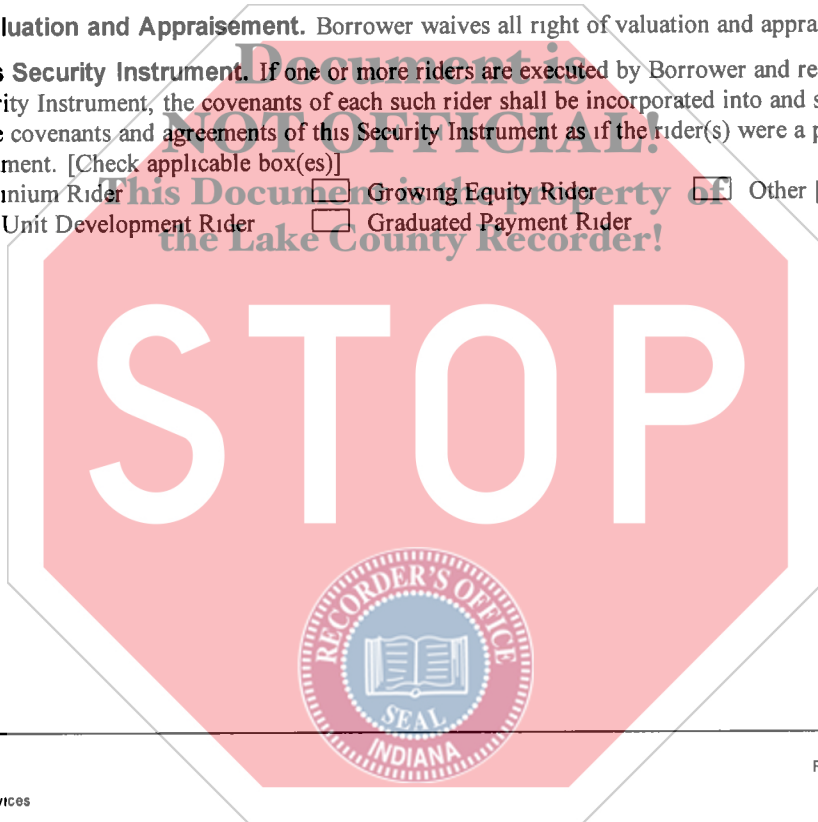 luation and Appraisement. Borrower waives all right of valuation and appra
Document is
s Security Instrument. If one or more riders are executed by Borrower and re
rity Instrument, the covenants of each such rider shall be incorporated into and s
e covenants and agreements of this Security Instrument as if the rider(s) were a p
NOT OFFICIAL!
ment. [Check applicable box(es)]
inium Rider Growing Equity Rider Other [
This Document is the property of
Unit Development Rider Graduated Payment Rider
the Lake County Recorder!
STOP
RECORDER'S OFFICE
SEAL
INDIANA
vices